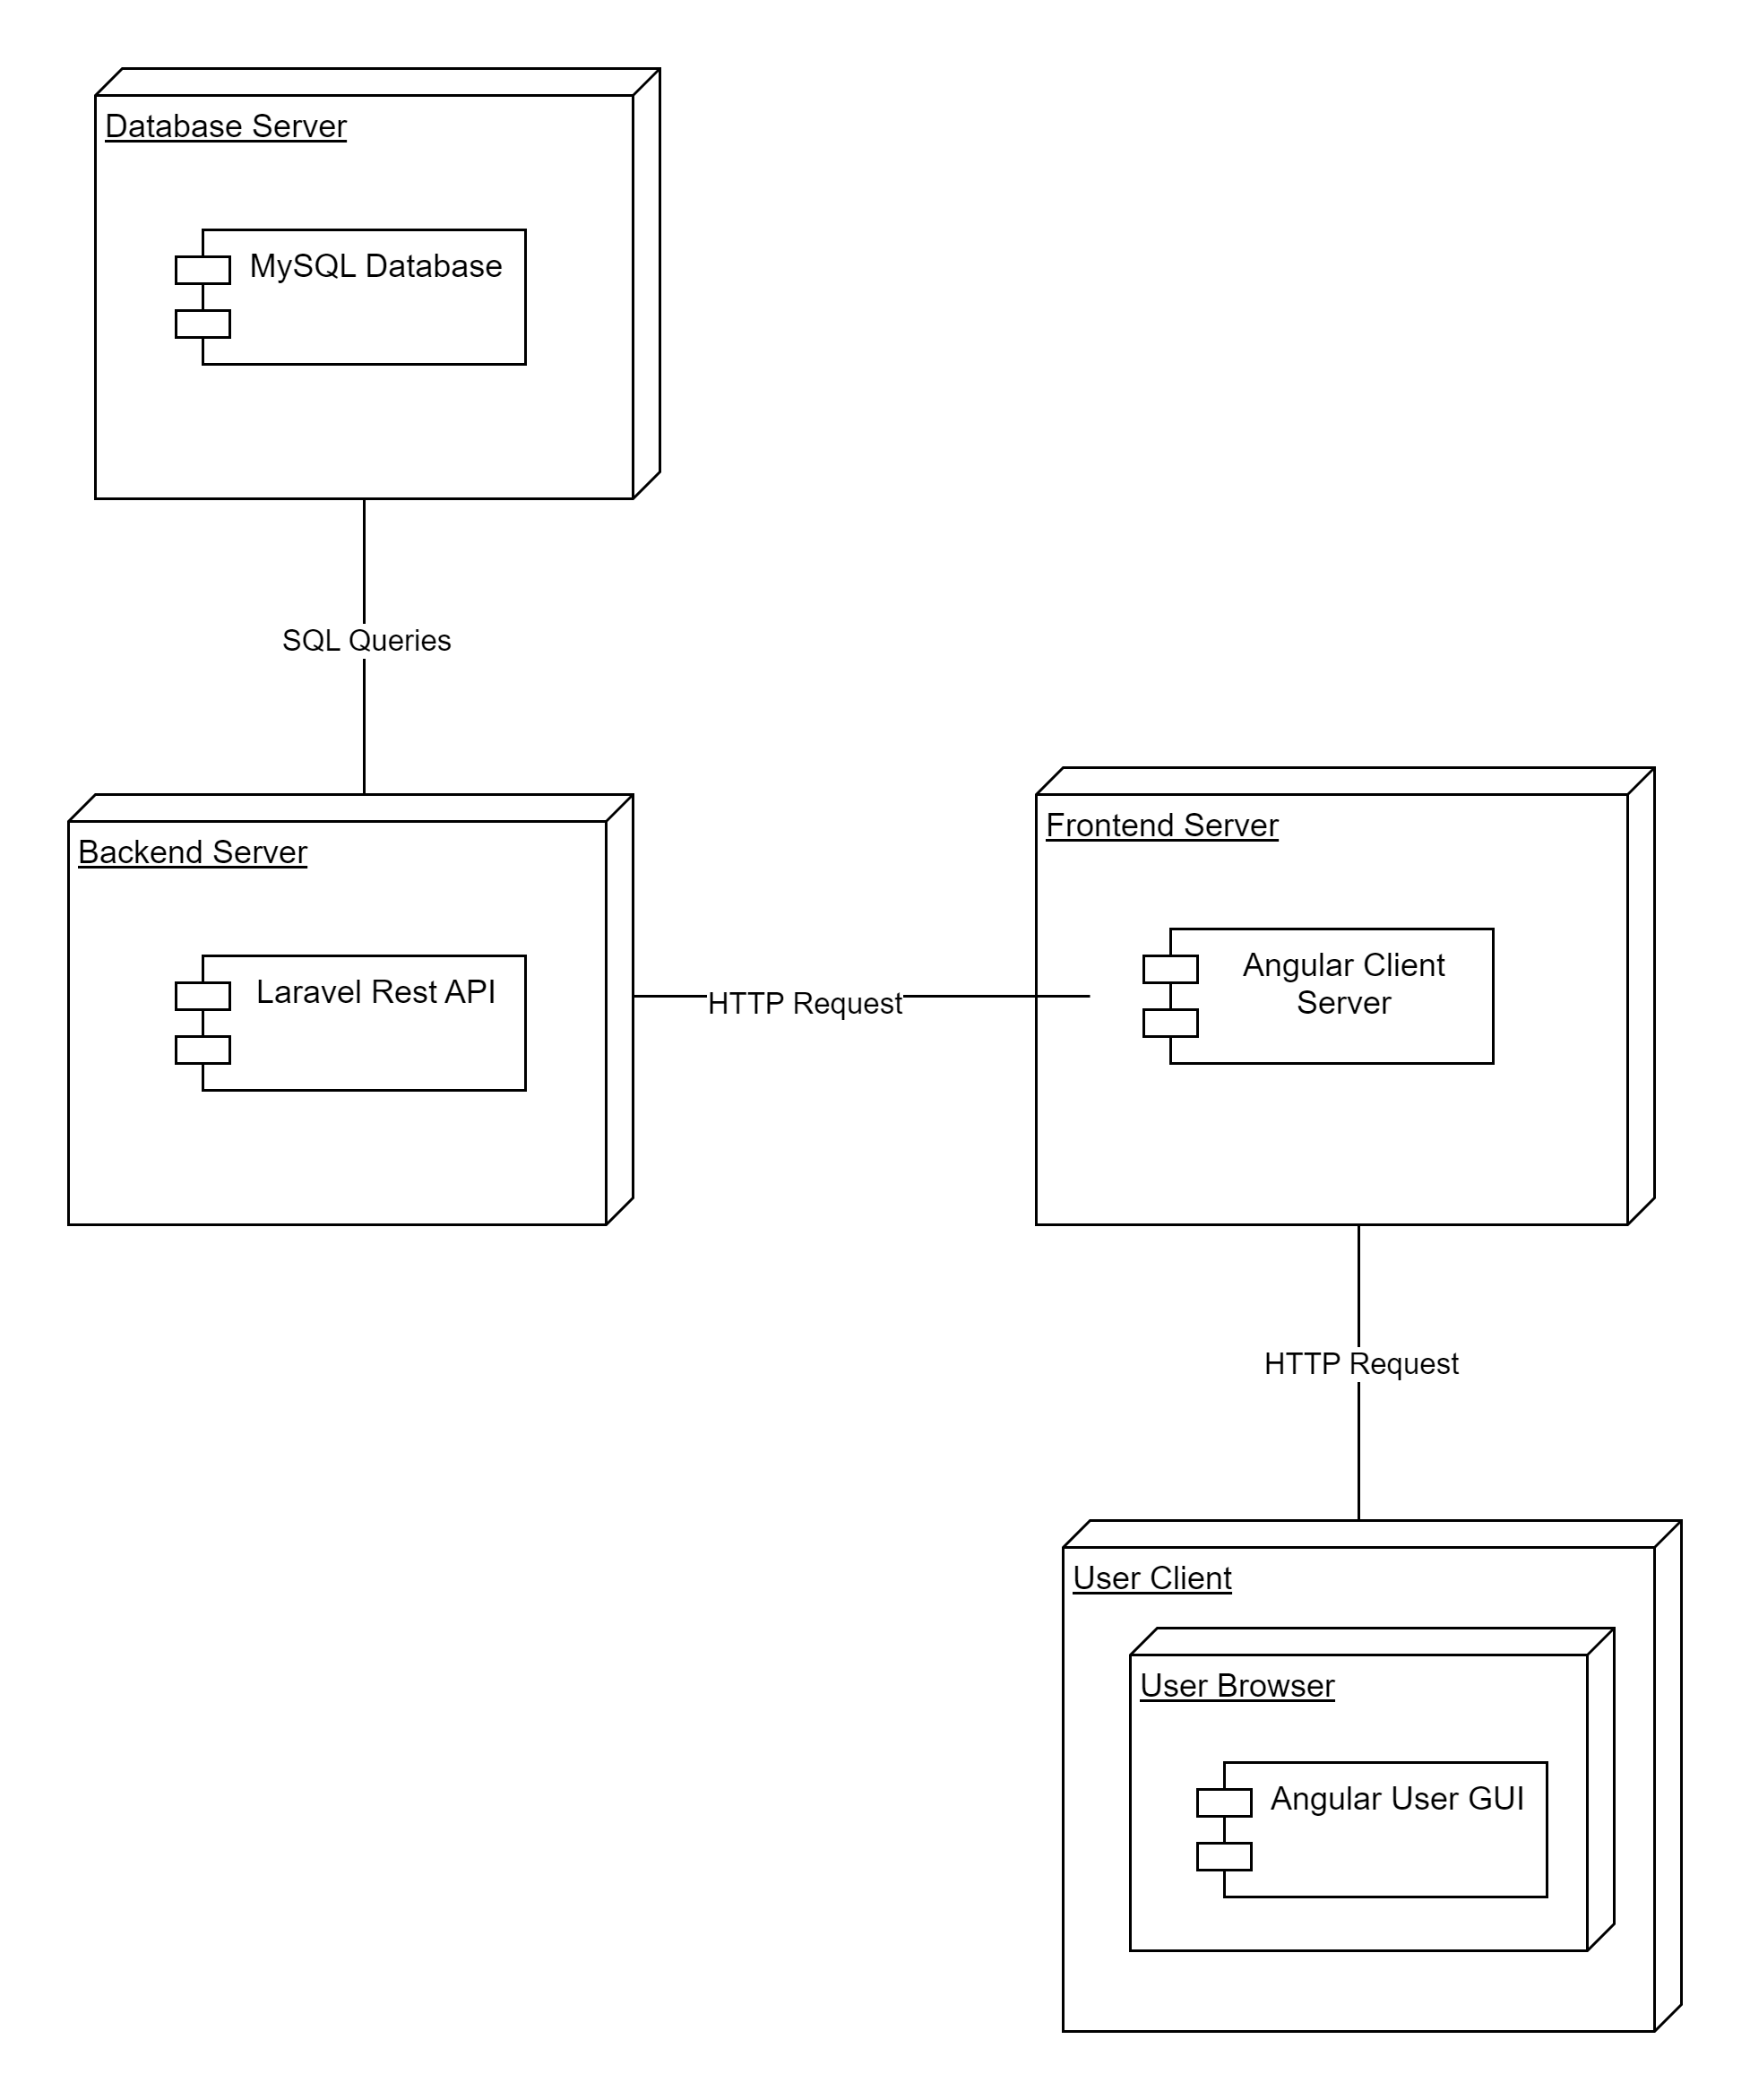 Database Server
MySQL Database
SQL Queries
Backend Server
Laravel Rest API
HTTP Request
Frontend Server
Angular Client
Server
HTTP Request
User Client
User Browser
Angular User GUI